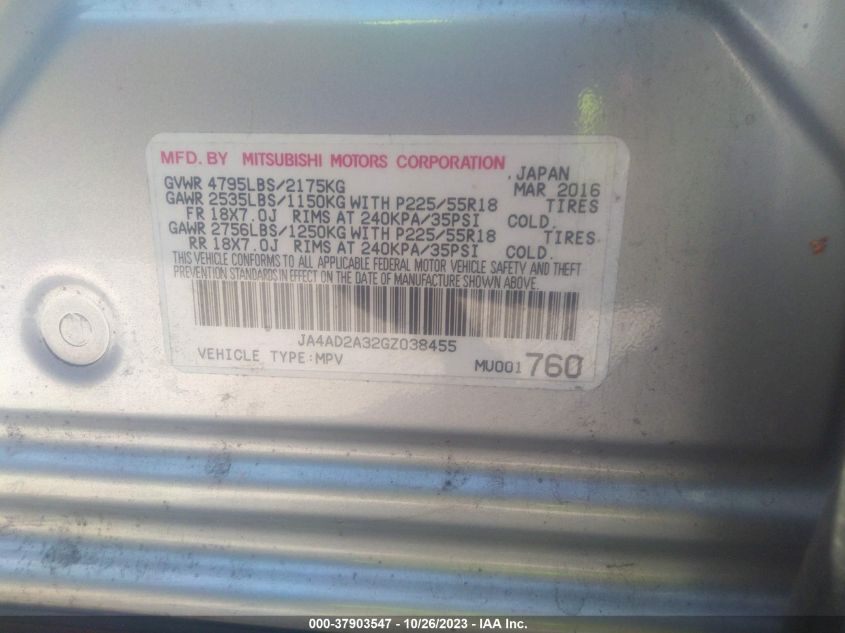 MFD. BY MITSUBISHI MOTORS CORPORATION , JAPAN
GVWR 4795LBS/2175KG MAR 2016
GAWR 2535LBS/1150KG WITH P225/55R18 TIRES
FR 18X7.0J RIMS AT 240KPA/35PSI COLD.
GAWR 2756LBS/1250KG WITH P225/55R18 TIRES
RR 18X7.0J RIMS AT 240KPA/35PSI COLD.
THIS VEHICLE CONFORMS TO ALL APPLICABLE FEDERAL MOTOR VEHICLE SAFETY AND THEFT
PREVENTION STANDARDS IN EFFECT ON THE DATE OF MANUFACTURE SHOWN ABOVE.
JA4AD2A32GZ038455
VEHICLE TYPE:MPV MU001760
000-37903547 - 10/26/2023 - IAA Inc.